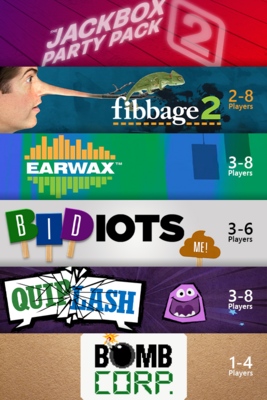 JACKBOX
PARTY PACK 2
fibbage 2
2-8
Players
EARWAX™
3-8
Players
BIDIOTS
ME!
3-6
Players
QUIPLASH
3-8
Players
BOMB
CORP.
1-4
Players